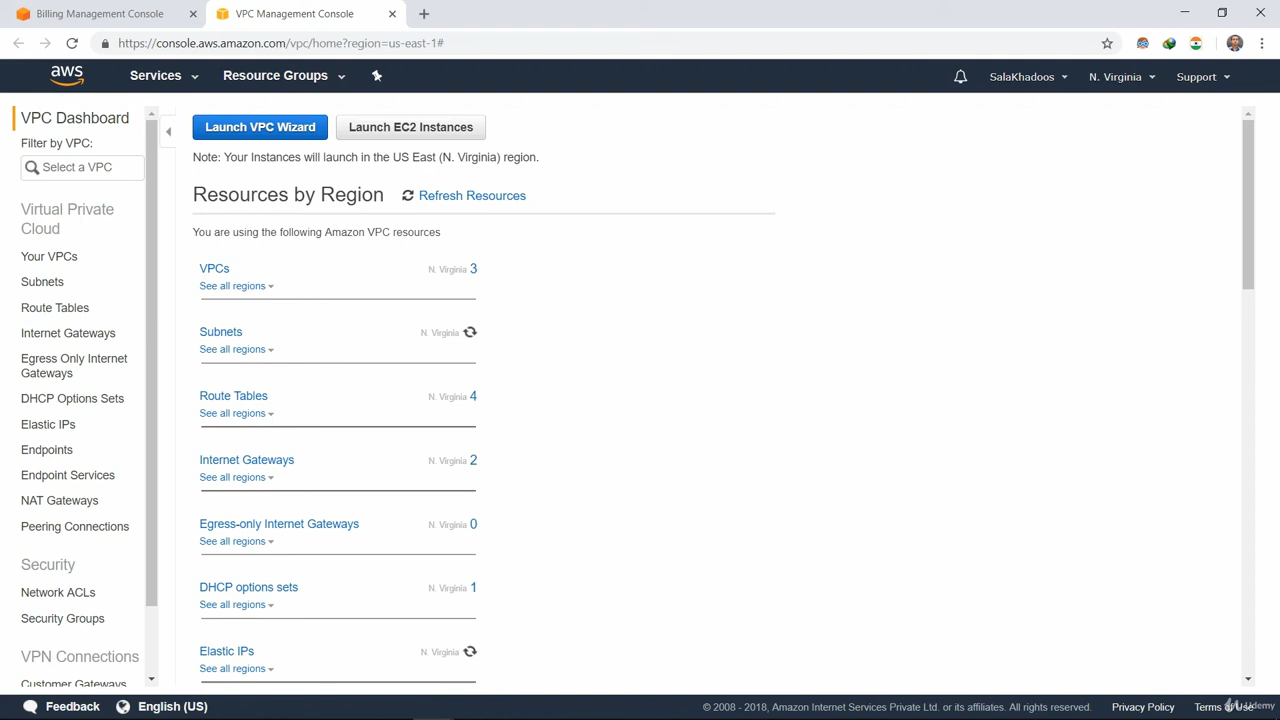 Billing Management Console
VPC Management Console
https://console.aws.amazon.com/vpc/home?region=us-east-1#
aws
Services
Resource Groups
SalaKhadoos
N. Virginia
Support
VPC Dashboard
Filter by VPC:
Select a VPC
Virtual Private
Cloud
Your VPCs
Subnets
Route Tables
Internet Gateways
Egress Only Internet
Gateways
DHCP Options Sets
Elastic IPs
Endpoints
Endpoint Services
NAT Gateways
Peering Connections
Security
Network ACLs
Security Groups
VPN Connections
Customer Gateways
Launch VPC Wizard
Launch EC2 Instances
Note: Your Instances will launch in the US East (N. Virginia) region.
Resources by Region
Refresh Resources
You are using the following Amazon VPC resources
VPCs N. Virginia 3
See all regions
Subnets N. Virginia
See all regions
Route Tables N. Virginia 4
See all regions
Internet Gateways N. Virginia 2
See all regions
Egress-only Internet Gateways N. Virginia 0
See all regions
DHCP options sets N. Virginia 1
See all regions
Elastic IPs N. Virginia
See all regions
Feedback
English (US)
© 2008 - 2018, Amazon Internet Services Private Ltd. or its affiliates. All rights reserved.
Privacy Policy
Terms of Use
Udemy